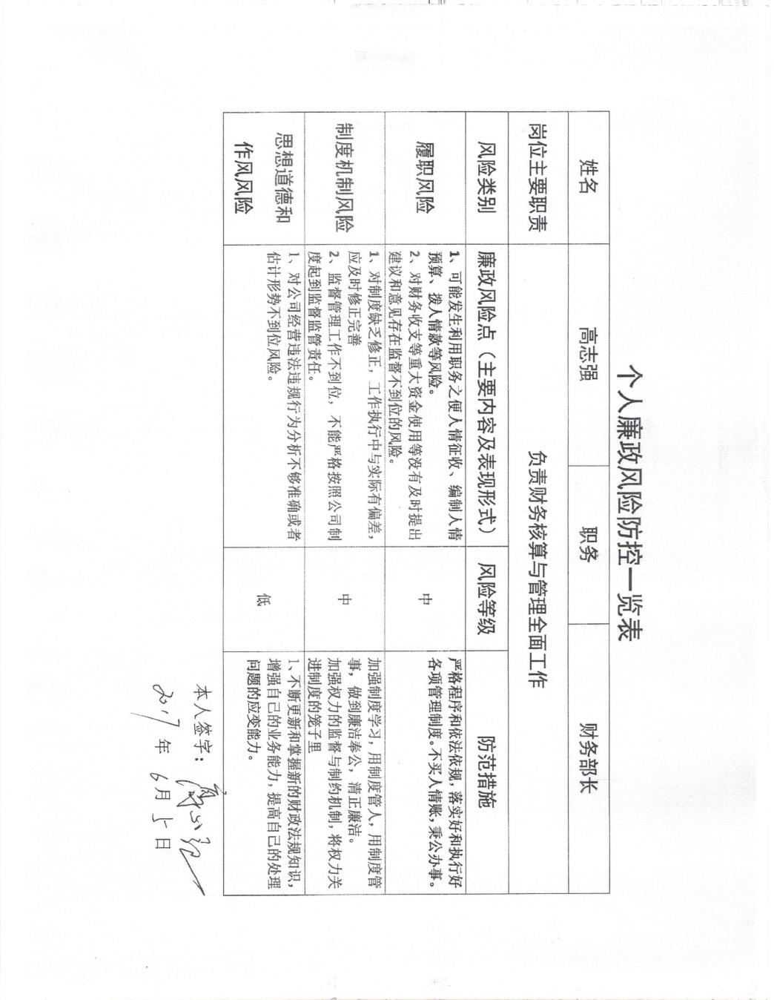 个人廉政风险防控一览表
姓名 高志强 职务 财务部长
岗位主要职责 负责财务核算与管理全面工作
风险类别 廉政风险点（主要内容及表现形式） 风险等级 防范措施
履职风险
1、可能发生利用职务之便人情征收、编制人情
预算、拨人情款等风险。
2、对财务收支等重大资金使用等没有及时提出
建议和意见存在监督不到位的风险。
中
严格程序和依法依规，落实好和执行好
各项管理制度。不买人情账，秉公办事。
制度机制风险
1、对制度缺乏修正，工作执行中与实际有偏差，
应及时修正完善
2、监督管理工作不到位，不能严格按照公司制
度起到监督监管责任。
中
加强制度学习，用制度管人，用制度管
事，做到廉洁奉公，清正廉洁。
加强权力的监督与制约机制，将权力关
进制度的笼子里
思想道德和
作风风险
1、对公司经营违法违规行为分析不够准确或者
估计形势不到位风险。
低
1、不断更新和掌握新的财政法规知识，
增强自己的业务能力，提高自己的处理
问题的应变能力。
本人签字：高志强
2017年 6月 5日